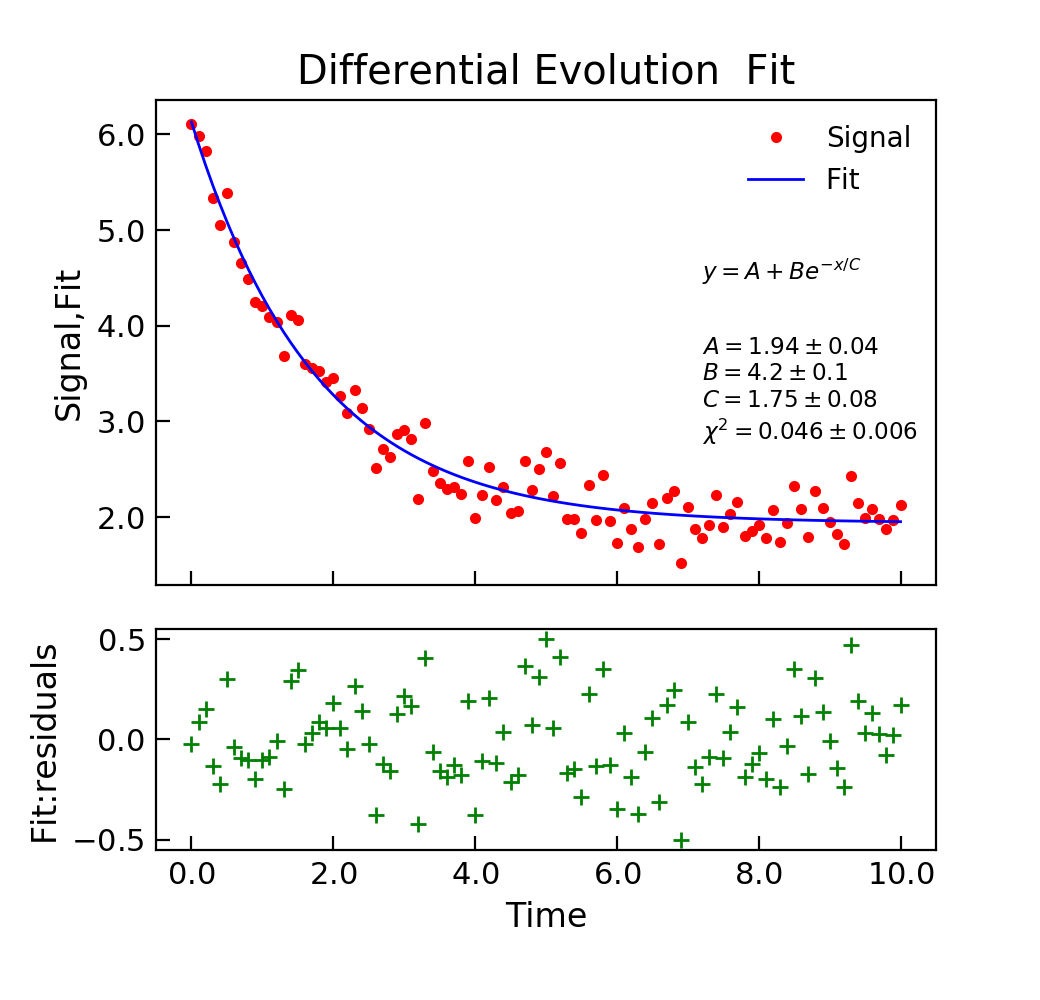 Differential Evolution  Fit
6.0
5.0
4.0
3.0
2.0
Signal,Fit
Signal
Fit
y = A + Be^{−x/C}
A = 1.94 ± 0.04
B = 4.2 ± 0.1
C = 1.75 ± 0.08
χ² = 0.046 ± 0.006
0.5
0.0
−0.5
Fit:residuals
0.0 2.0 4.0 6.0 8.0 10.0
Time